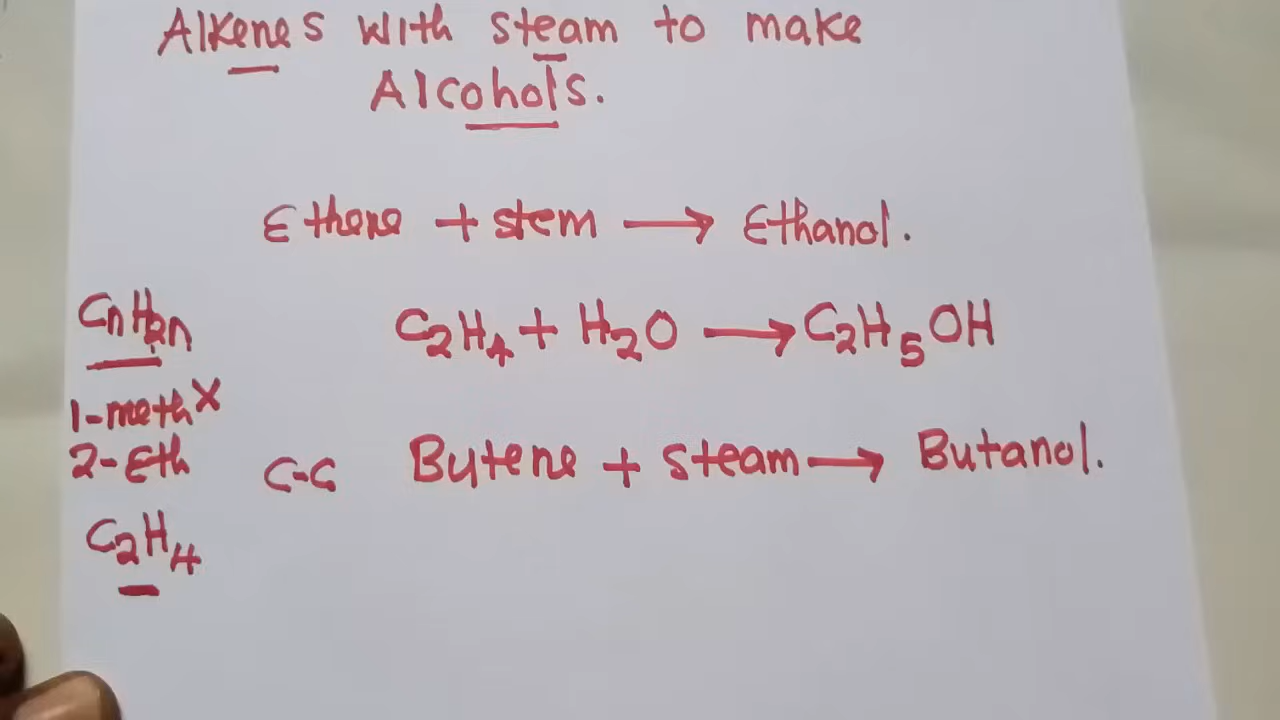 Alkenes with steam to make
Alcohols.
Ethene + stem → Ethanol.
CnH2n
C2H4 + H2O → C2H5OH
1-meth X
2-Eth
C-C
Butene + steam → Butanol.
C2H4